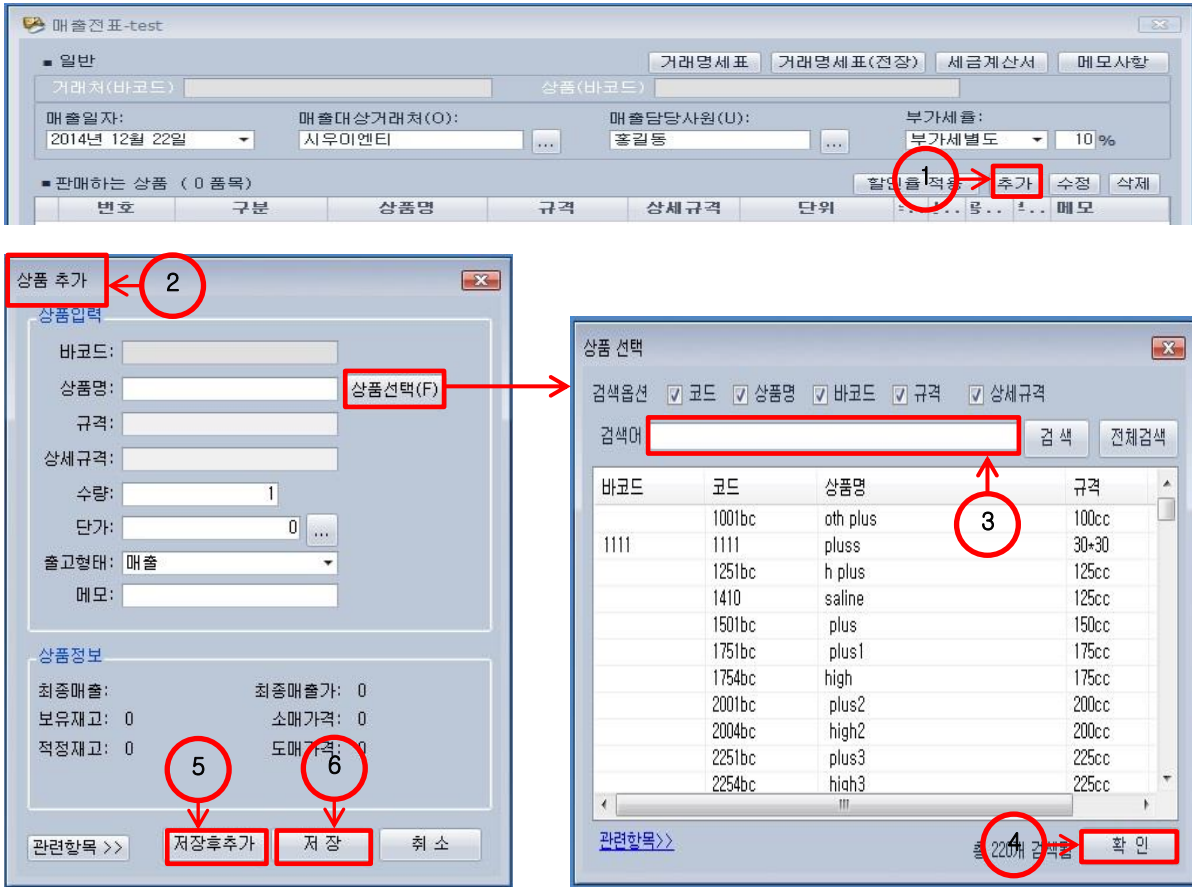 매출전표-test
■ 일반 거래명세표 거래명세표(전장) 세금계산서 메모사항
거래처(바코드) 상품(바코드)
매출일자: 매출대상거래처(O): 매출담당사원(U): 부가세율:
2014년 12월 22일 시우미엔티 ... 홍길동 ... 부가세별도 10 %
1
■ 판매하는 상품 ( 0 품목) 할인율 적용 추가 수정 삭제
번호 구분 상품명 규격 상세규격 단위 메모
상품 추가 2
상품입력
바코드:
상품명: 상품선택(F)
규격:
상세규격:
수량: 1
단가: 0 ...
출고형태: 매출
메모:
상품정보
최종매출: 최종매출가: 0
보유재고: 0 소매가격: 0
적정재고: 0 도매가격: 0
5 6
관련항목 >> 저장후추가 저 장 취 소
상품 선택
검색옵션 코드 상품명 바코드 규격 상세규격
검색어 검 색 전체검색
3
바코드 코드 상품명 규격
1001bc oth plus 100cc
1111 1111 pluss 30+30
1251bc h plus 125cc
1410 saline 125cc
1501bc plus 150cc
1751bc plus1 175cc
1754bc high 175cc
2001bc plus2 200cc
2004bc high2 200cc
2251bc plus3 225cc
2254bc high3 225cc
관련항목>> 총 220개 검색됨 4 확 인